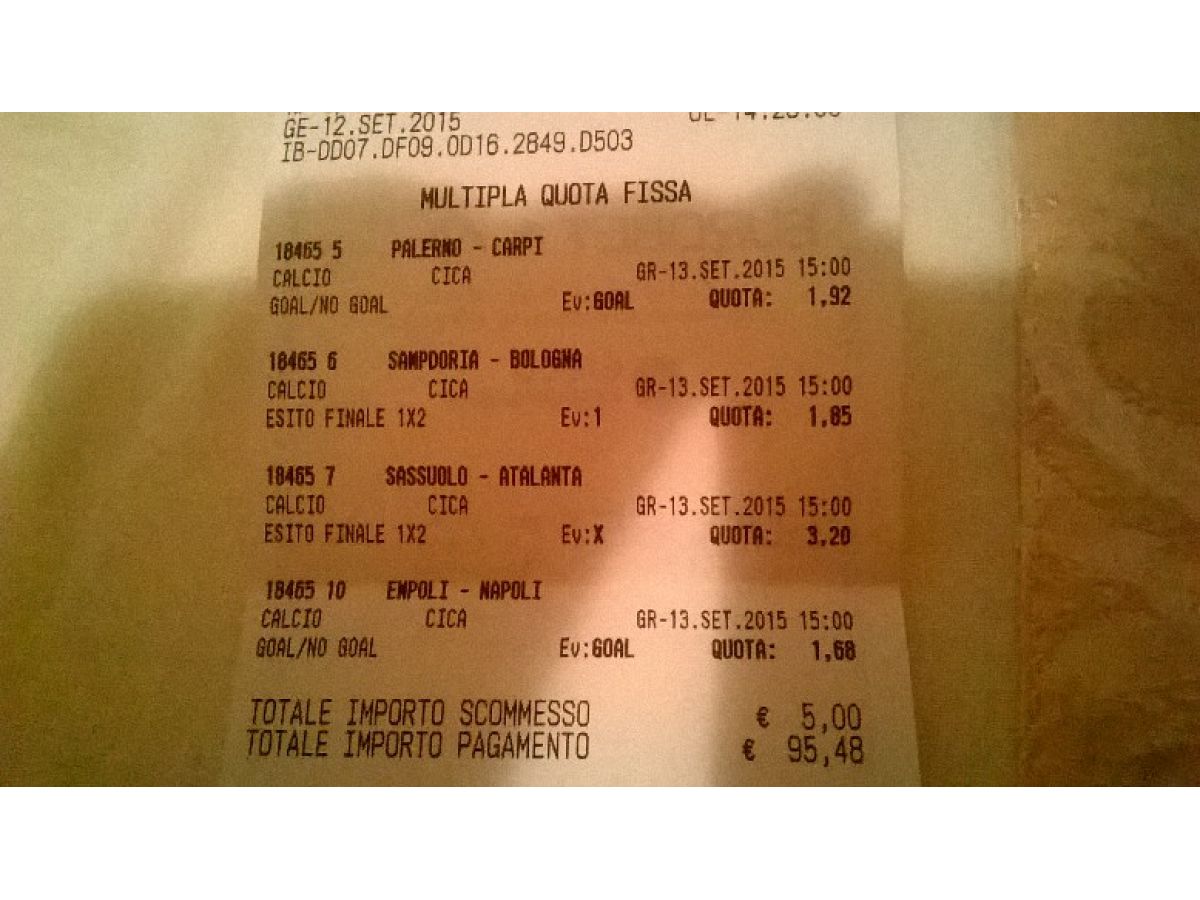 GE-12.SET.2015
IB-DD07.DF09.0D16.2849.D503
MULTIPLA QUOTA FISSA
18465 5 PALERMO - CARPI
CALCIO CICA GR-13.SET.2015 15:00
GOAL/NO GOAL Ev:GOAL QUOTA: 1,92
18465 6 SAMPDORIA - BOLOGNA
CALCIO CICA GR-13.SET.2015 15:00
ESITO FINALE 1X2 Ev:1 QUOTA: 1,85
18465 7 SASSUOLO - ATALANTA
CALCIO CICA GR-13.SET.2015 15:00
ESITO FINALE 1X2 Ev:X QUOTA: 3,20
18465 10 EMPOLI - NAPOLI
CALCIO CICA GR-13.SET.2015 15:00
GOAL/NO GOAL Ev:GOAL QUOTA: 1,68
TOTALE IMPORTO SCOMMESSO € 5,00
TOTALE IMPORTO PAGAMENTO € 95,48